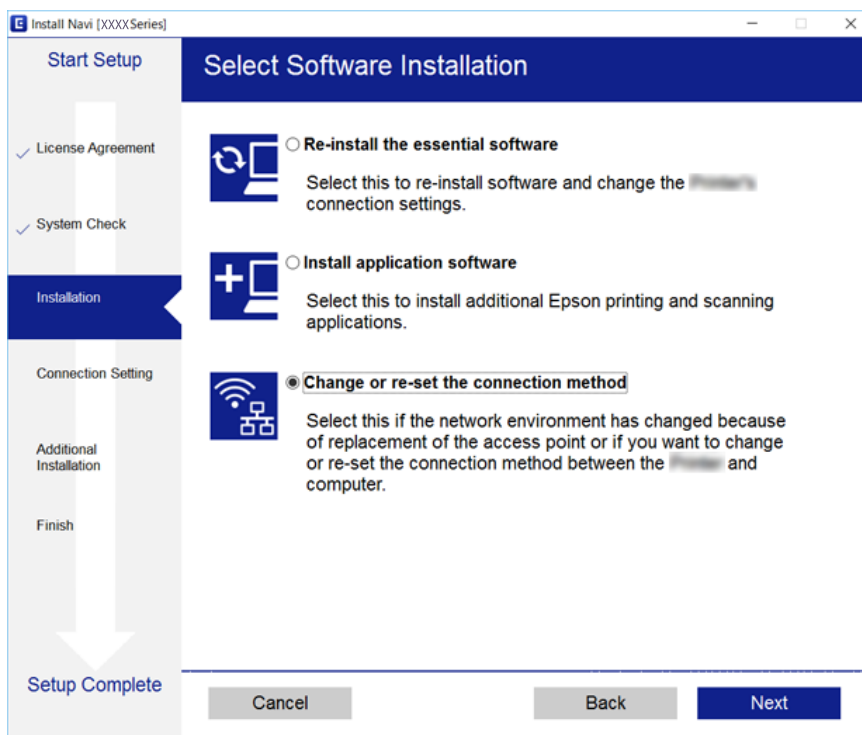 Install Navi [XXXX Series]
Start Setup
License Agreement
System Check
Installation
Connection Setting
Additional
Installation
Finish
Setup Complete
Select Software Installation
Re-install the essential software
Select this to re-install software and change the
connection settings.
Install application software
Select this to install additional Epson printing and scanning
applications.
Change or re-set the connection method
Select this if the network environment has changed because
of replacement of the access point or if you want to change
or re-set the connection method between the and
computer.
Cancel
Back
Next